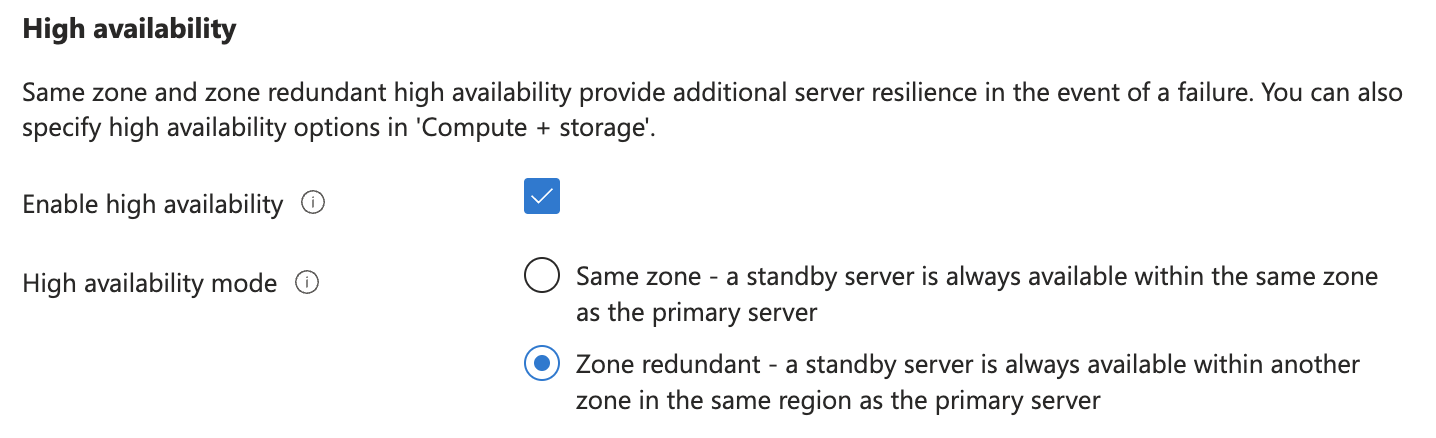 High availability
Same zone and zone redundant high availability provide additional server resilience in the event of a failure. You can also
specify high availability options in 'Compute + storage'.
Enable high availability
High availability mode
Same zone - a standby server is always available within the same zone
as the primary server
Zone redundant - a standby server is always available within another
zone in the same region as the primary server